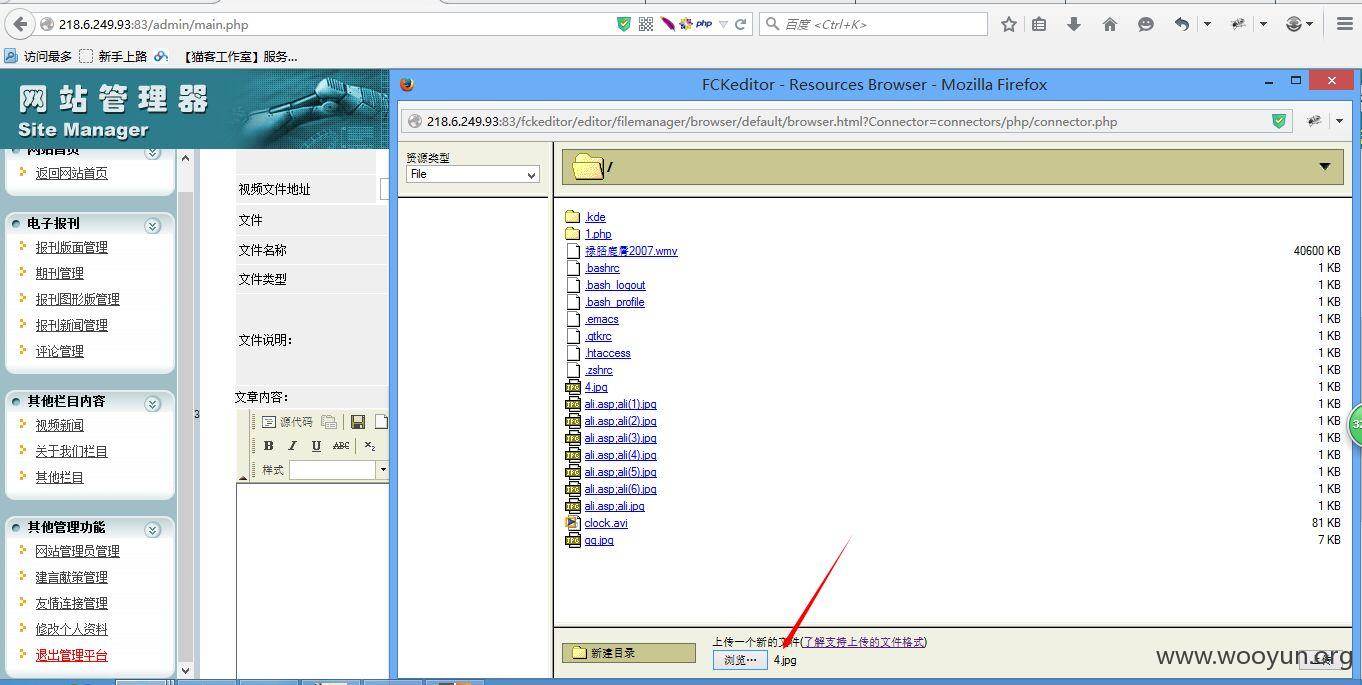 218.6.249.93:83/admin/main.php
php
百度 <Ctrl+K>
访问最多
新手上路
【猫客工作室】服务...
网站管理器
Site Manager
网站首页
返回网站首页
电子报刊
报刊版面管理
期刊管理
报刊图形版管理
报刊新闻管理
评论管理
其他栏目内容
视频新闻
关于我们栏目
其他栏目
其他管理功能
网站管理员管理
建言献策管理
友情连接管理
修改个人资料
退出管理平台
3
视频文件地址
文件
文件名称
文件类型
文件说明：
文章内容：
源代码
B I U ABC X₂
样式
FCKeditor - Resources Browser - Mozilla Firefox
218.6.249.93:83/fckeditor/editor/filemanager/browser/default/browser.html?Connector=connectors/php/connector.php
资源类型
File
/
.kde
1.php
2007.wmv 40600 KB
.bashrc 1 KB
.bash_logout 1 KB
.bash_profile 1 KB
.emacs 1 KB
.gtkrc 1 KB
.htaccess 1 KB
.zshrc 1 KB
4.jpg 1 KB
ali.asp;ali(1).jpg 1 KB
ali.asp;ali(2).jpg 1 KB
ali.asp;ali(3).jpg 1 KB
ali.asp;ali(4).jpg 1 KB
ali.asp;ali(5).jpg 1 KB
ali.asp;ali(6).jpg 1 KB
ali.asp;ali.jpg 1 KB
clock.avi 81 KB
qq.jpg 7 KB
32
新建目录
上传一个新的文件(了解支持上传的文件格式)
浏览… 4.jpg
上传
www.wooyun.org